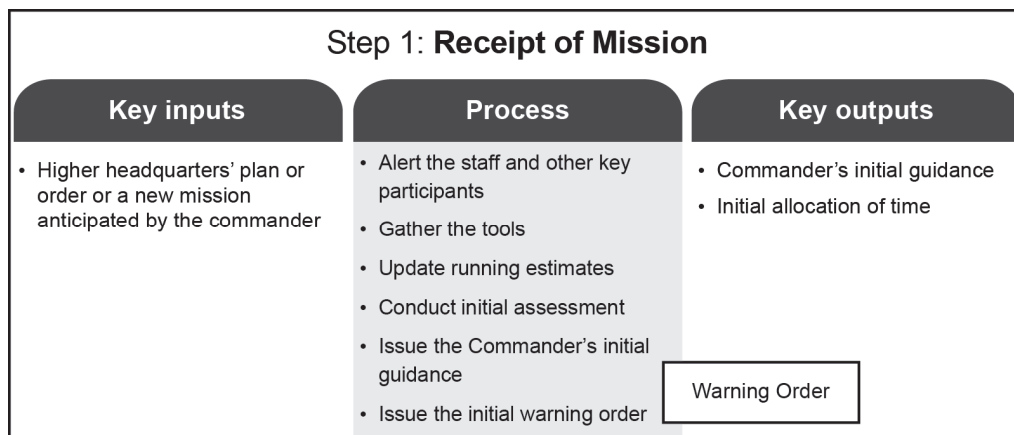 Step 1: Receipt of Mission
Key inputs
• Higher headquarters’ plan or
order or a new mission
anticipated by the commander
Process
• Alert the staff and other key
participants
• Gather the tools
• Update running estimates
• Conduct initial assessment
• Issue the Commander’s initial
guidance
• Issue the initial warning order
Key outputs
• Commander’s initial guidance
• Initial allocation of time
Warning Order